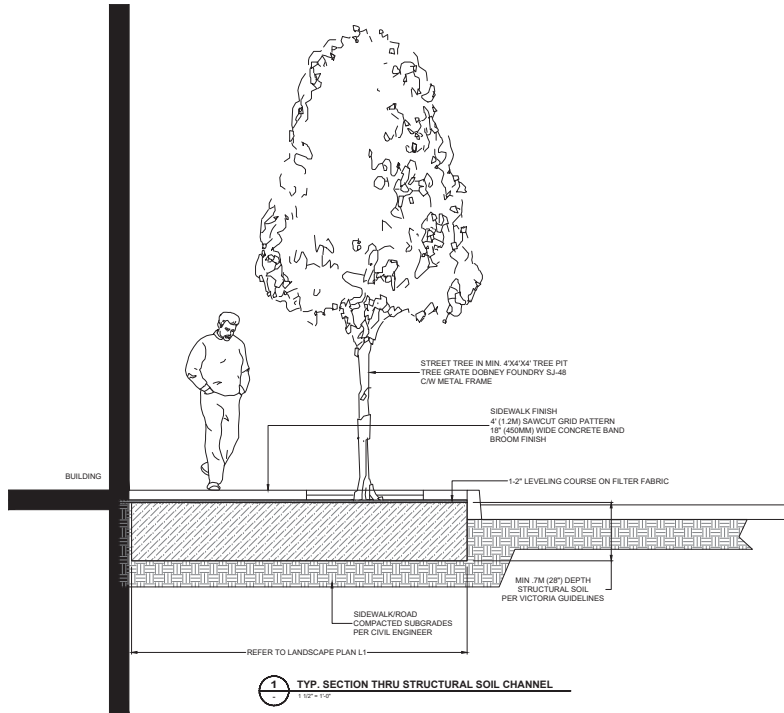 STREET TREE IN MIN. 4'X4'X4' TREE PIT
TREE GRATE DOBNEY FOUNDRY SJ-48
C/W METAL FRAME
SIDEWALK FINISH
4' (1.2M) SAWCUT GRID PATTERN
18" (450MM) WIDE CONCRETE BAND
BROOM FINISH
BUILDING
1-2" LEVELING COURSE ON FILTER FABRIC
MIN .7M (28") DEPTH
STRUCTURAL SOIL
PER VICTORIA GUIDELINES
SIDEWALK/ROAD
COMPACTED SUBGRADES
PER CIVIL ENGINEER
REFER TO LANDSCAPE PLAN L1
1 TYP. SECTION THRU STRUCTURAL SOIL CHANNEL
- 1 1/2" = 1'-0"